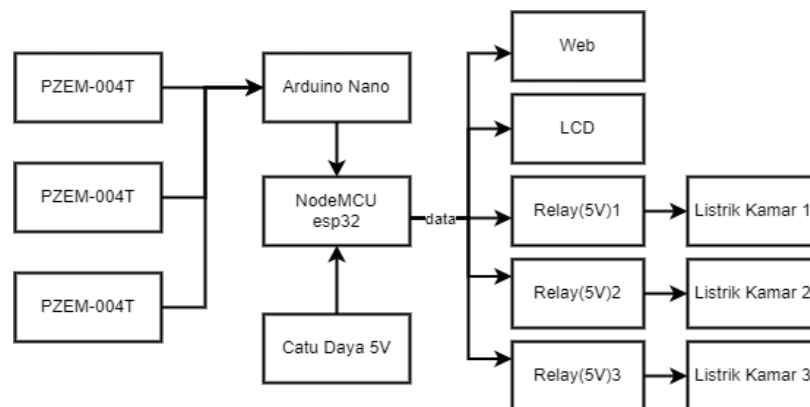 Web
PZEM-004T
Arduino Nano
LCD
PZEM-004T
NodeMCU
esp32
data
Relay(5V)1
Listrik Kamar 1
PZEM-004T
Relay(5V)2
Listrik Kamar 2
Catu Daya 5V
Relay(5V)3
Listrik Kamar 3